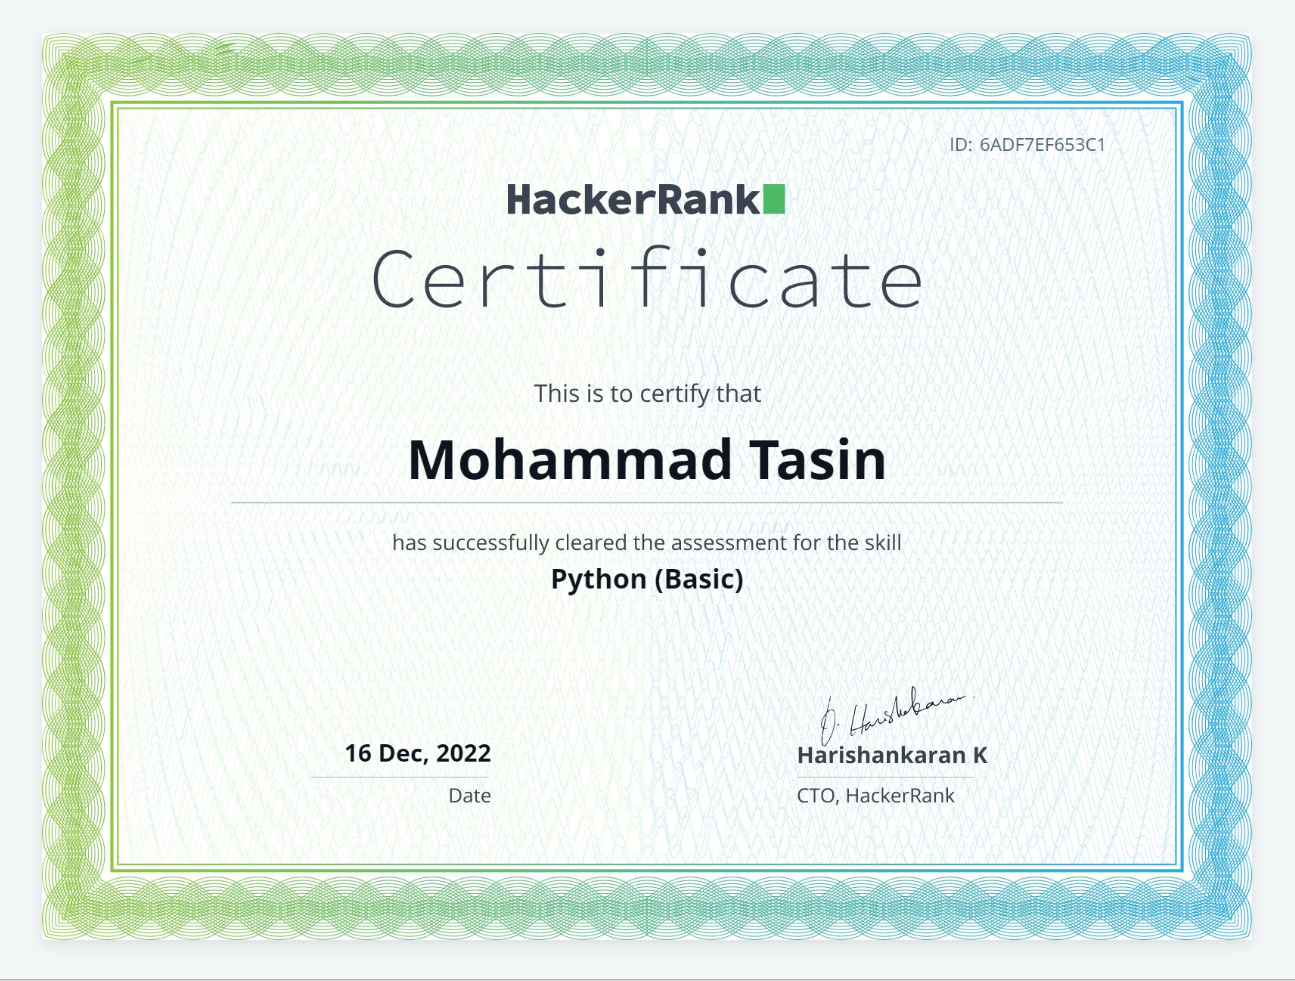 ID: 6ADF7EF653C1
HackerRank
Certificate
This is to certify that
Mohammad Tasin
has successfully cleared the assessment for the skill
Python (Basic)
J. Harishankaran
16 Dec, 2022
Harishankaran K
Date
CTO, HackerRank